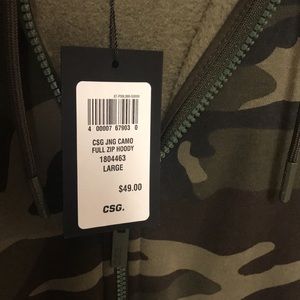 4 00007 67903 0
CSG JNG CAMO
FULL ZIP HOODY
1804463
LARGE
$49.00
CSG.